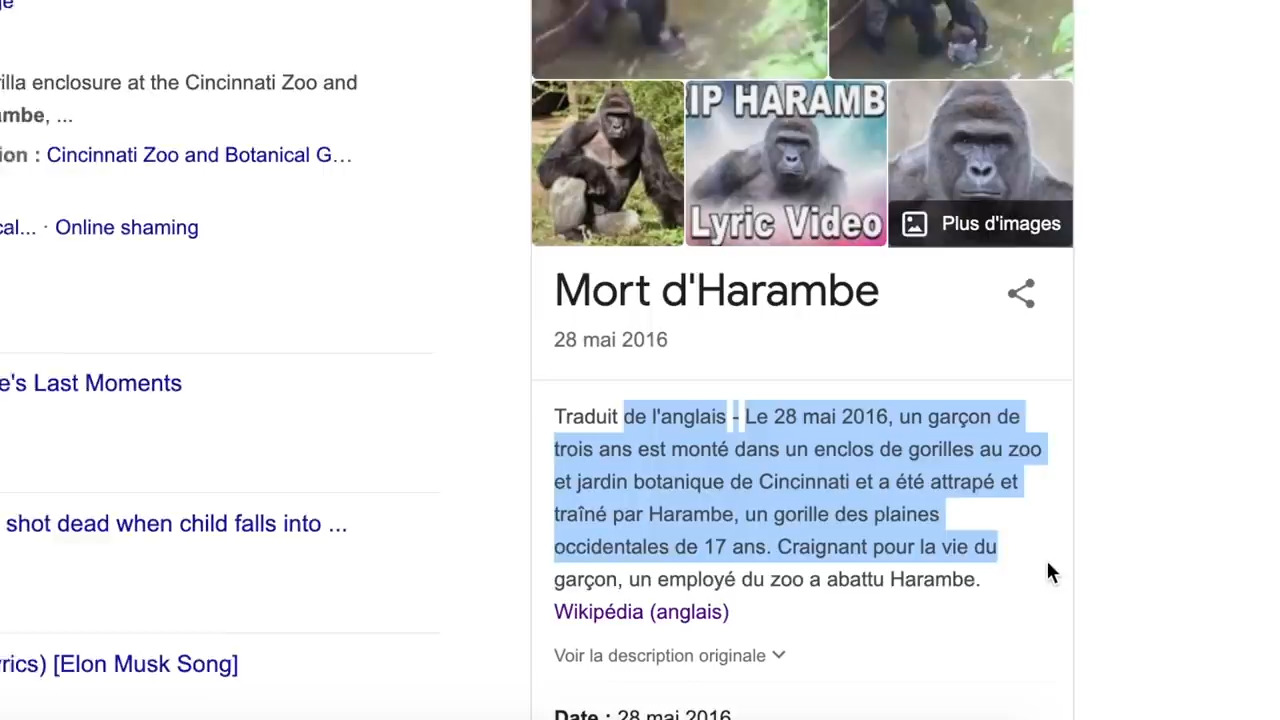 illa enclosure at the Cincinnati Zoo and
ambe, ...
ion : Cincinnati Zoo and Botanical G...
cal... · Online shaming
e's Last Moments
shot dead when child falls into ...
rics) [Elon Musk Song]
IP HARAMB
Lyric Video
Plus d'images
Mort d'Harambe
28 mai 2016
Traduit de l'anglais - Le 28 mai 2016, un garçon de
trois ans est monté dans un enclos de gorilles au zoo
et jardin botanique de Cincinnati et a été attrapé et
traîné par Harambe, un gorille des plaines
occidentales de 17 ans. Craignant pour la vie du
garçon, un employé du zoo a abattu Harambe.
Wikipédia (anglais)
Voir la description originale
Date : 28 mai 2016